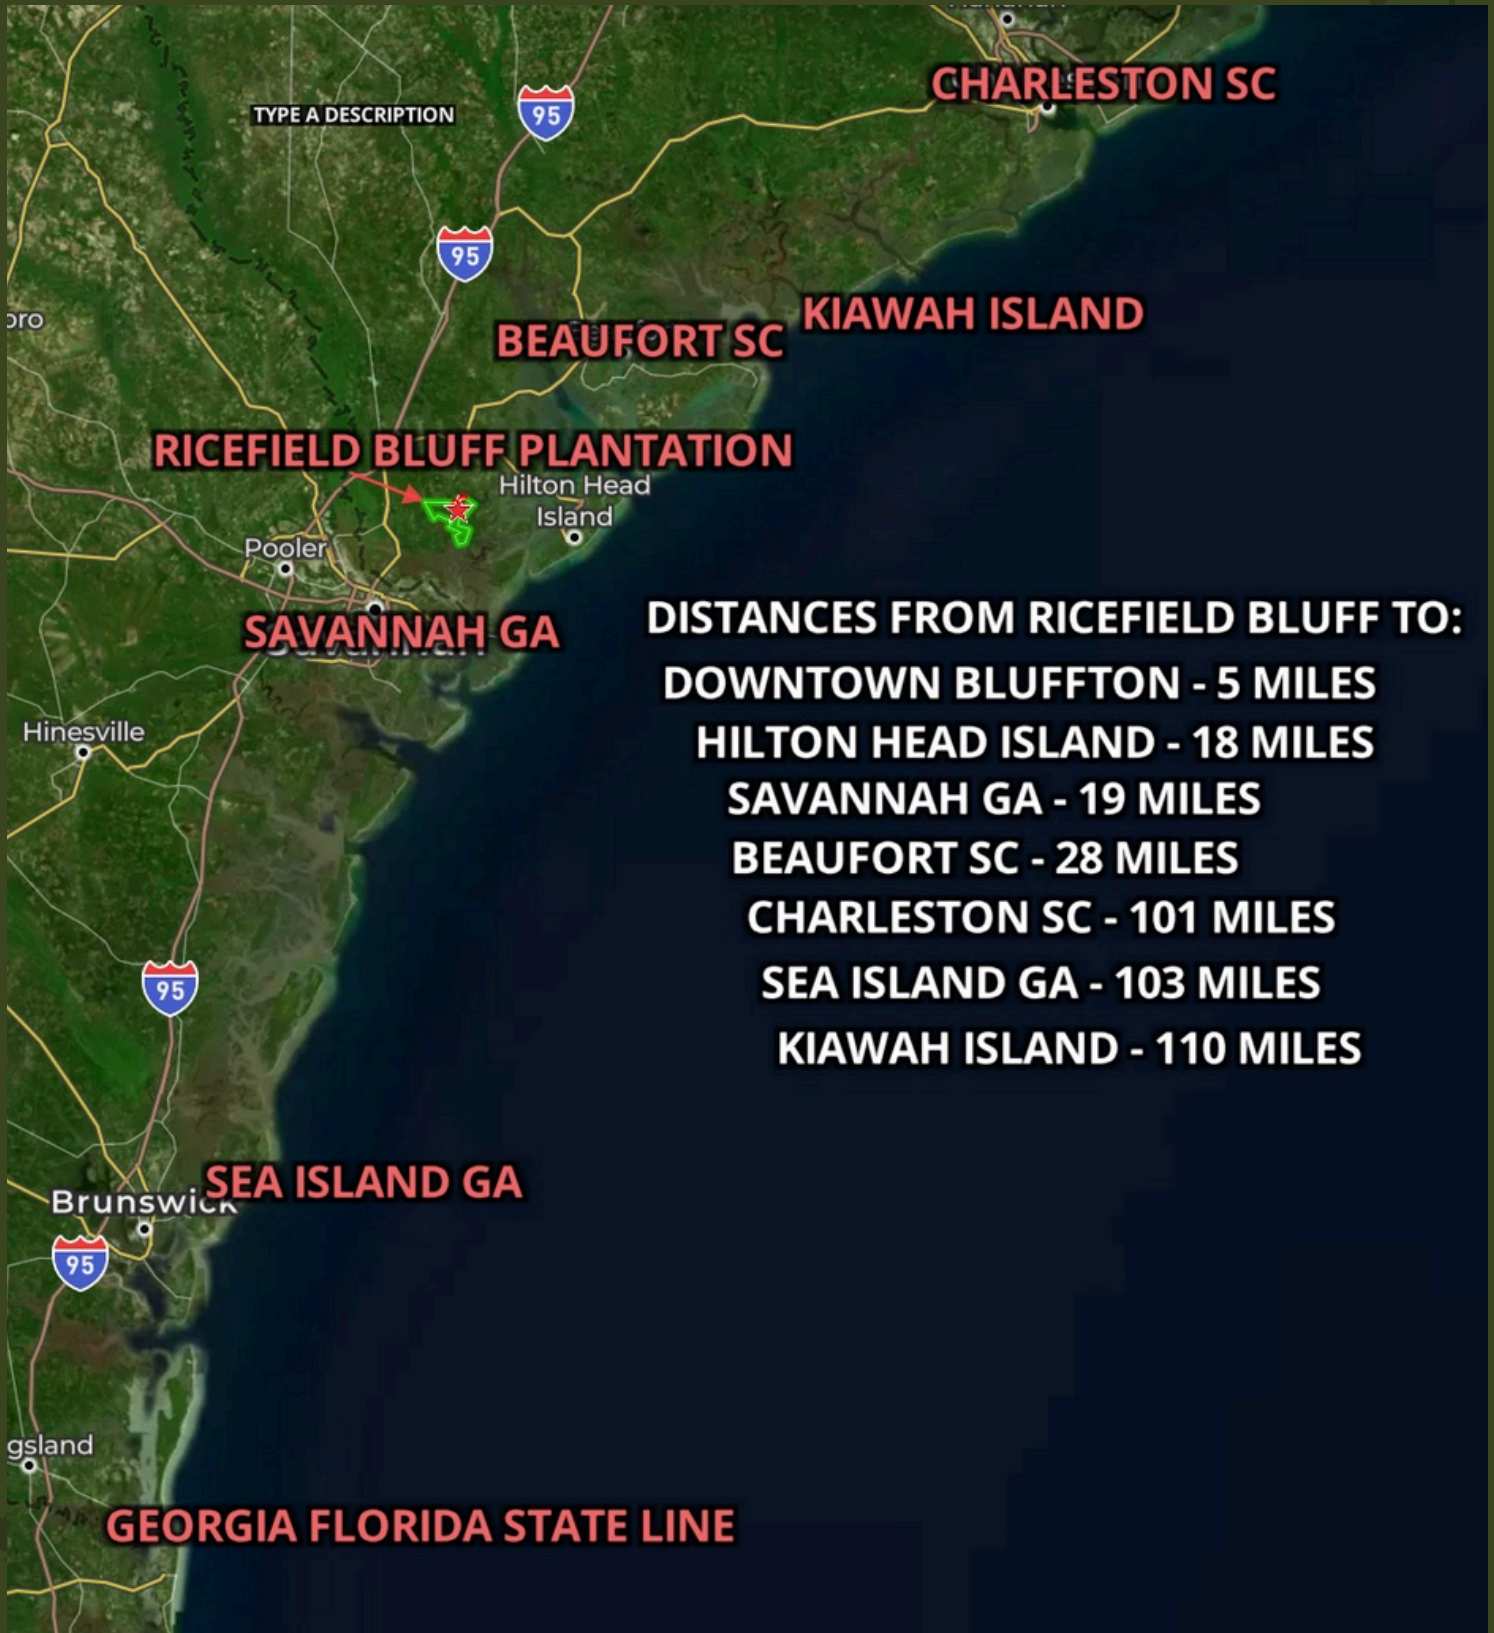 CHARLESTON SC
95
TYPE A DESCRIPTION
95
oro
KIAWAH ISLAND
BEAUFORT SC
RICEFIELD BLUFF PLANTATION
Hilton Head
Island
Pooler
SAVANNAH GA
Hinesville
DISTANCES FROM RICEFIELD BLUFF TO:
DOWNTOWN BLUFFTON - 5 MILES
HILTON HEAD ISLAND - 18 MILES
SAVANNAH GA - 19 MILES
BEAUFORT SC - 28 MILES
CHARLESTON SC - 101 MILES
SEA ISLAND GA - 103 MILES
KIAWAH ISLAND - 110 MILES
95
SEA ISLAND GA
Brunswick
95
gsland
GEORGIA FLORIDA STATE LINE